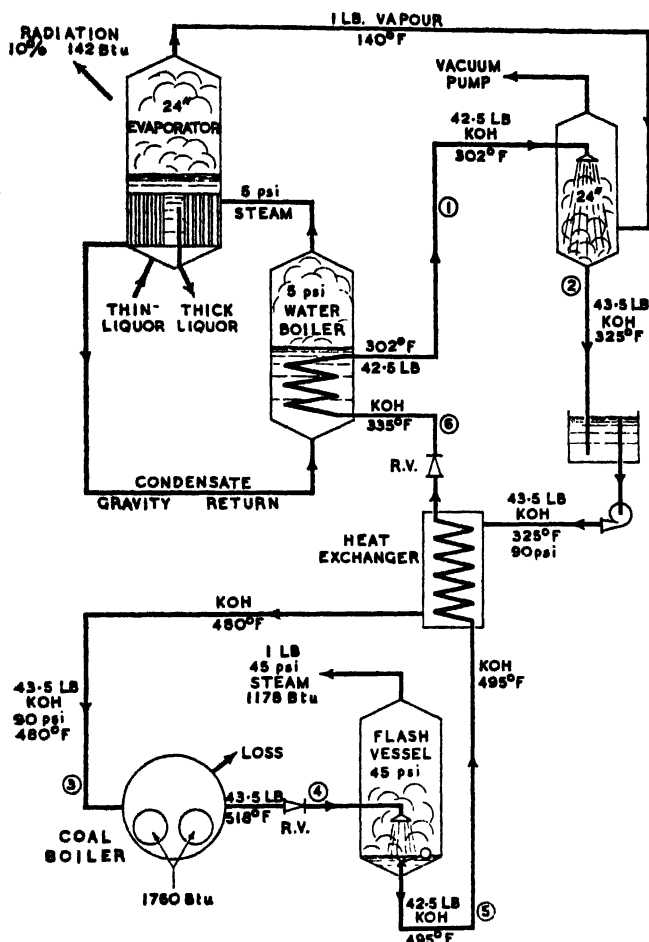 1 LB. VAPOUR
140°F
RADIATION
10% 142 Btu
24"
EVAPORATOR
VACUUM
PUMP
42.5 LB
KOH
302°F
24"
①
5 psi
STEAM
②
THIN-
LIQUOR
THICK
LIQUOR
5 psi
WATER
BOILER
43.5 LB
KOH
325°F
302°F
42.5 LB
KOH
335°F
⑥
R.V.
CONDENSATE
GRAVITY RETURN
43.5 LB
KOH
325°F
90psi
HEAT
EXCHANGER
KOH
480°F
1 LB
45 psi
STEAM
1178 Btu
KOH
495°F
43.5 LB
KOH
90 psi
480°F
LOSS
FLASH
VESSEL
45 psi
③
43.5 LB
518°F
④
R.V.
COAL
BOILER
1760 Btu
42.5 LB
KOH
495°F
⑤